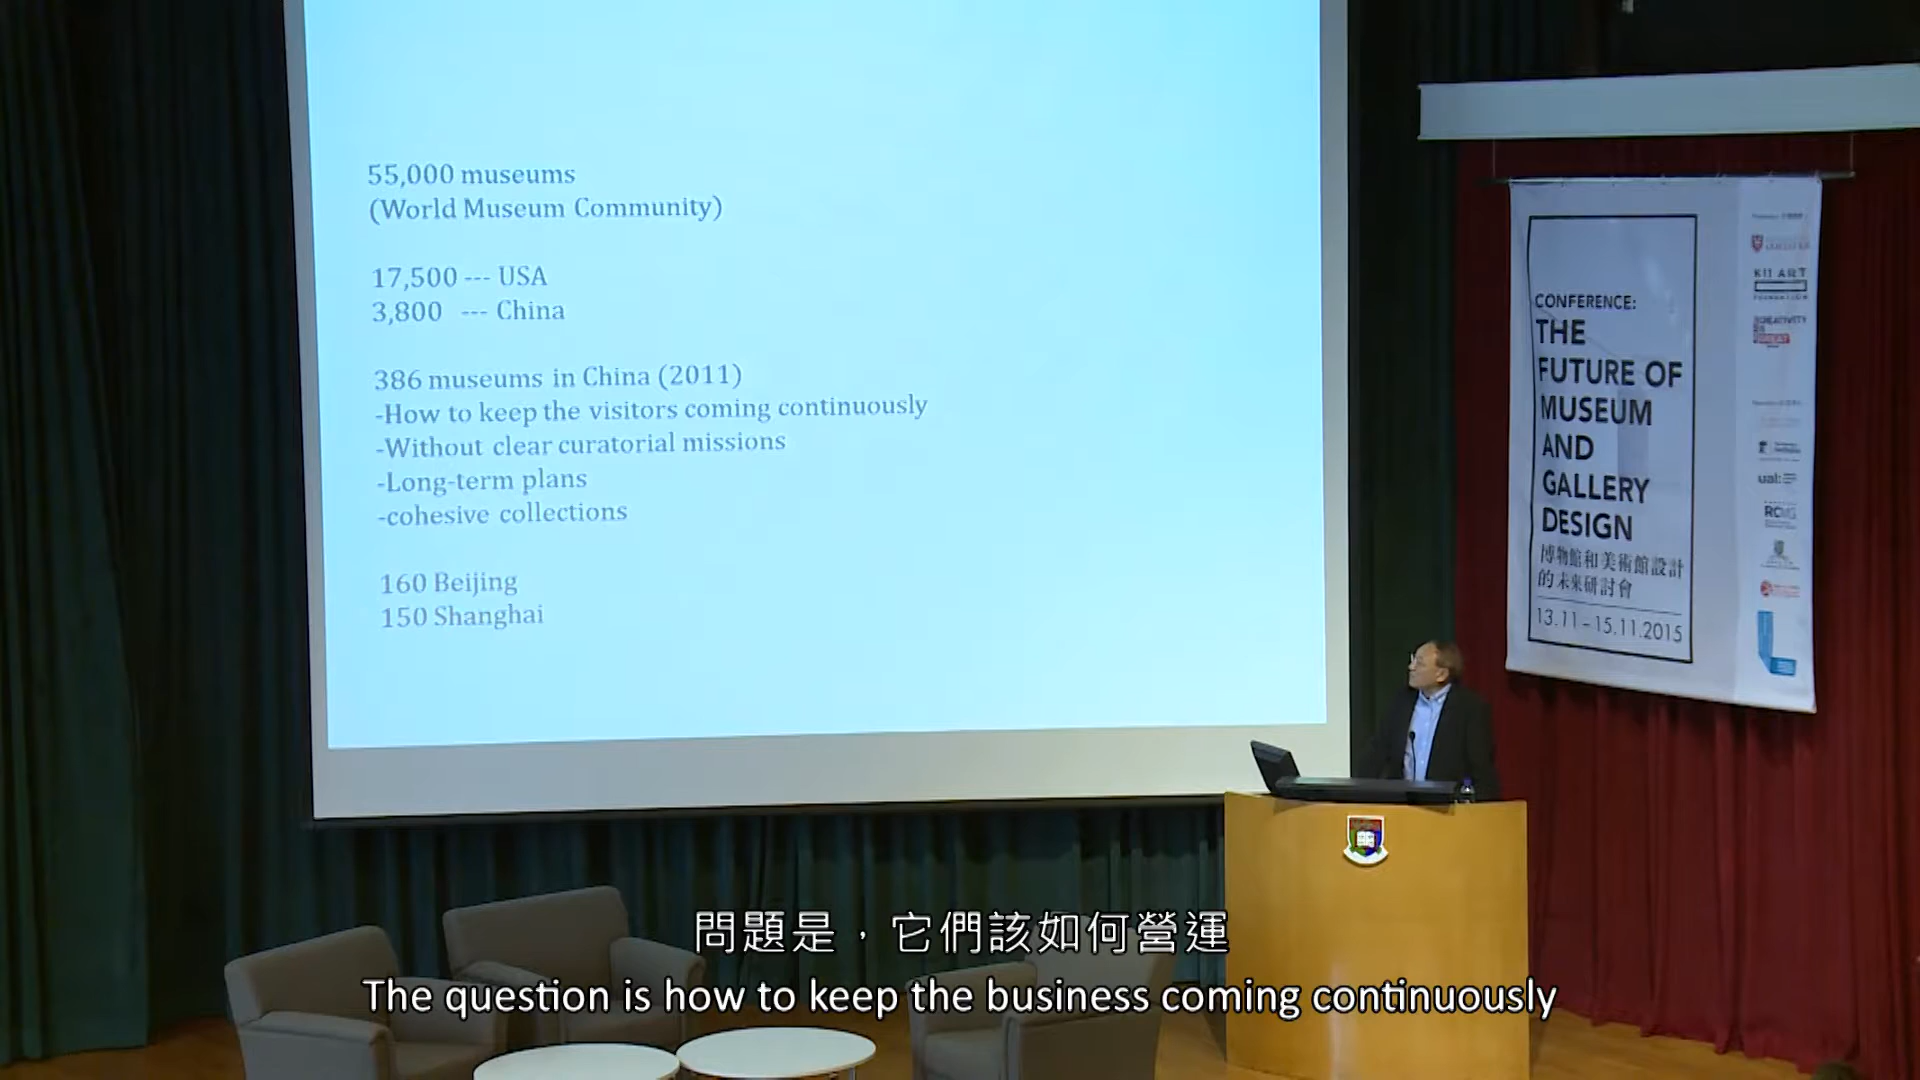 55,000 museums
(World Museum Community)
17,500 --- USA
3,800 --- China
386 museums in China (2011)
-How to keep the visitors coming continuously
-Without clear curatorial missions
-Long-term plans
-cohesive collections
160 Beijing
150 Shanghai
CONFERENCE:
THE
FUTURE OF
MUSEUM
AND
GALLERY
DESIGN
博物館和美術館設計
的未來研討會
13.11 – 15.11.2015
K11 ART
FOUNDATION
ual:
RCMG
問題是，它們該如何營運
The question is how to keep the business coming continuously